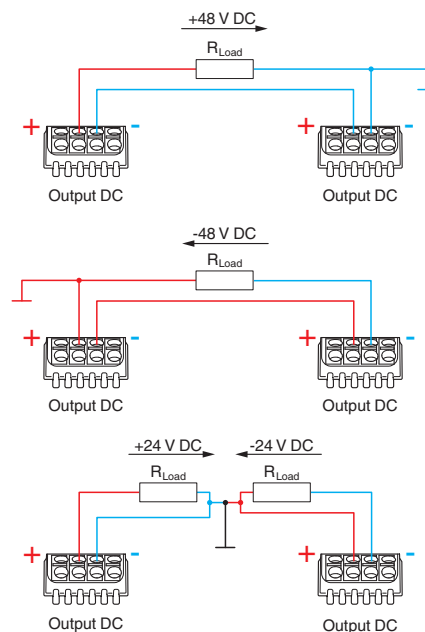 +48 V DC
RLoad
+ - + -
Output DC Output DC
-48 V DC
RLoad
+ - + -
Output DC Output DC
+24 V DC -24 V DC
RLoad RLoad
+ - + -
Output DC Output DC